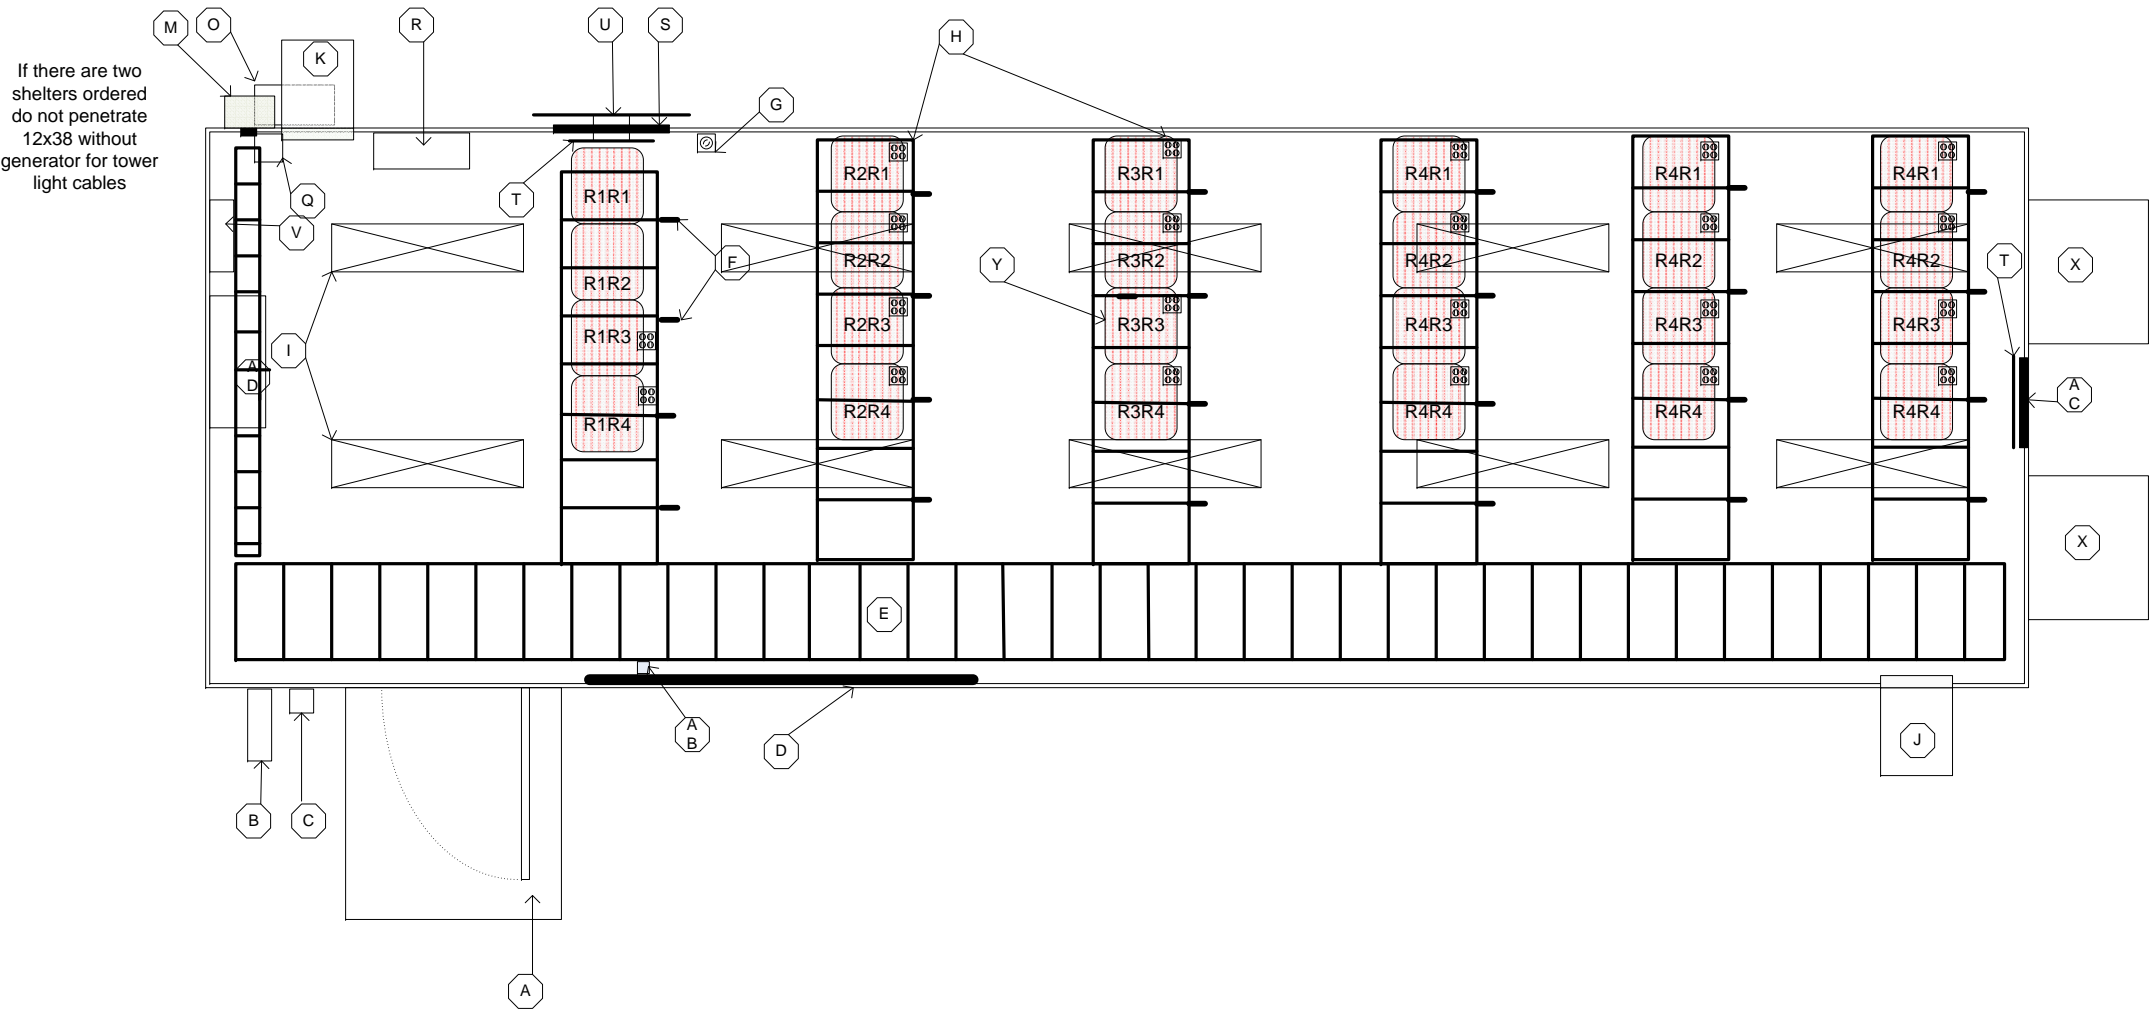 M
O
K
R
U
S
H
G
If there are two
shelters ordered
do not penetrate
12x38 without
generator for tower
light cables
R1R1
R2R1
R3R1
R4R1
R4R1
R4R1
T
Q
V
F
Y
T
X
R1R2
R2R2
R3R2
R4R2
R4R2
R4R2
I
R1R3
R2R3
R3R3
R4R3
R4R3
R4R3
A
D
A
C
R1R4
R2R4
R3R4
R4R4
R4R4
R4R4
X
E
A
B
D
J
B
C
A